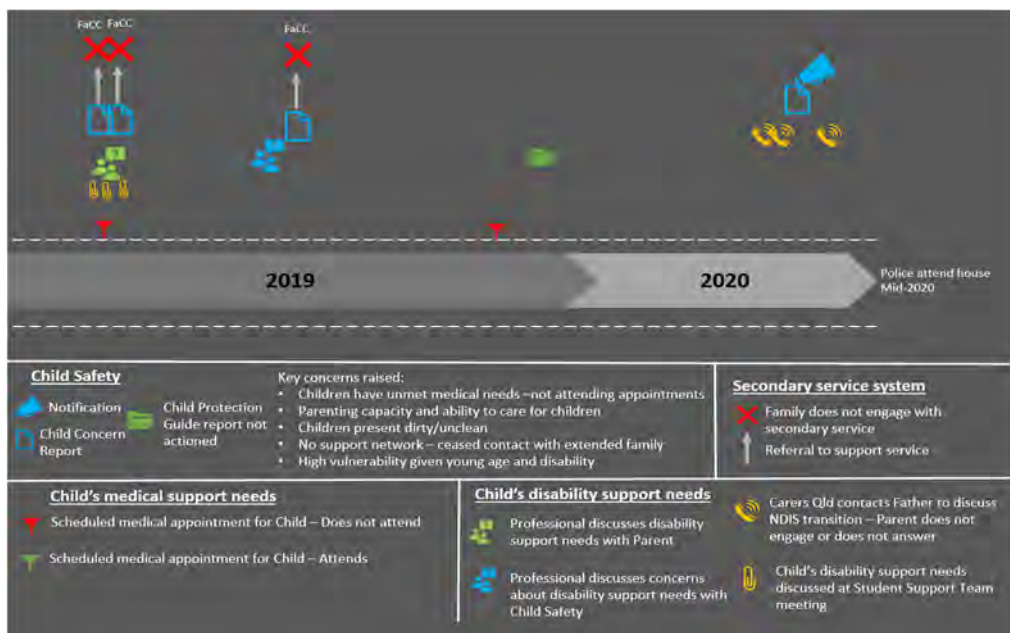 FaCC FaCC
FaCC
2019
2020
Police attend house
Mid-2020
Child Safety
Notification
Child Concern
Report
Child Protection
Guide report not
actioned
Key concerns raised:
• Children have unmet medical needs –not attending appointments
• Parenting capacity and ability to care for children
• Children present dirty/unclean
• No support network – ceased contact with extended family
• High vulnerability given young age and disability
Secondary service system
Family does not engage with
secondary service
Referral to support service
Child's medical support needs
Scheduled medical appointment for Child – Does not attend
Scheduled medical appointment for Child – Attends
Child's disability support needs
Professional discusses disability
support needs with Parent
Professional discusses concerns
about disability support needs with
Child Safety
Carers Qld contacts Father to discuss
NDIS transition – Parent does not
engage or does not answer
Child's disability support needs
discussed at Student Support Team
meeting